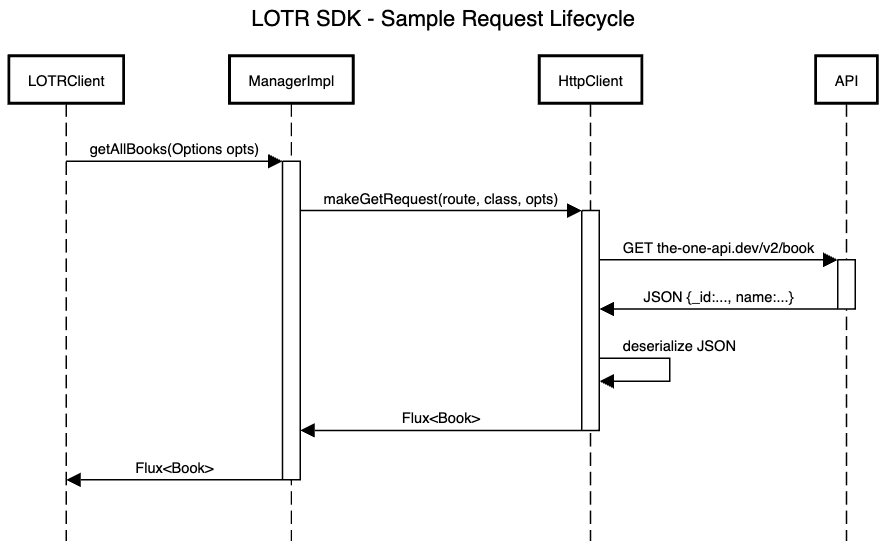 LOTR SDK - Sample Request Lifecycle
LOTRClient
ManagerImpl
HttpClient
API
getAllBooks(Options opts)
makeGetRequest(route, class, opts)
GET the-one-api.dev/v2/book
JSON {_id:..., name:...}
deserialize JSON
Flux<Book>
Flux<Book>